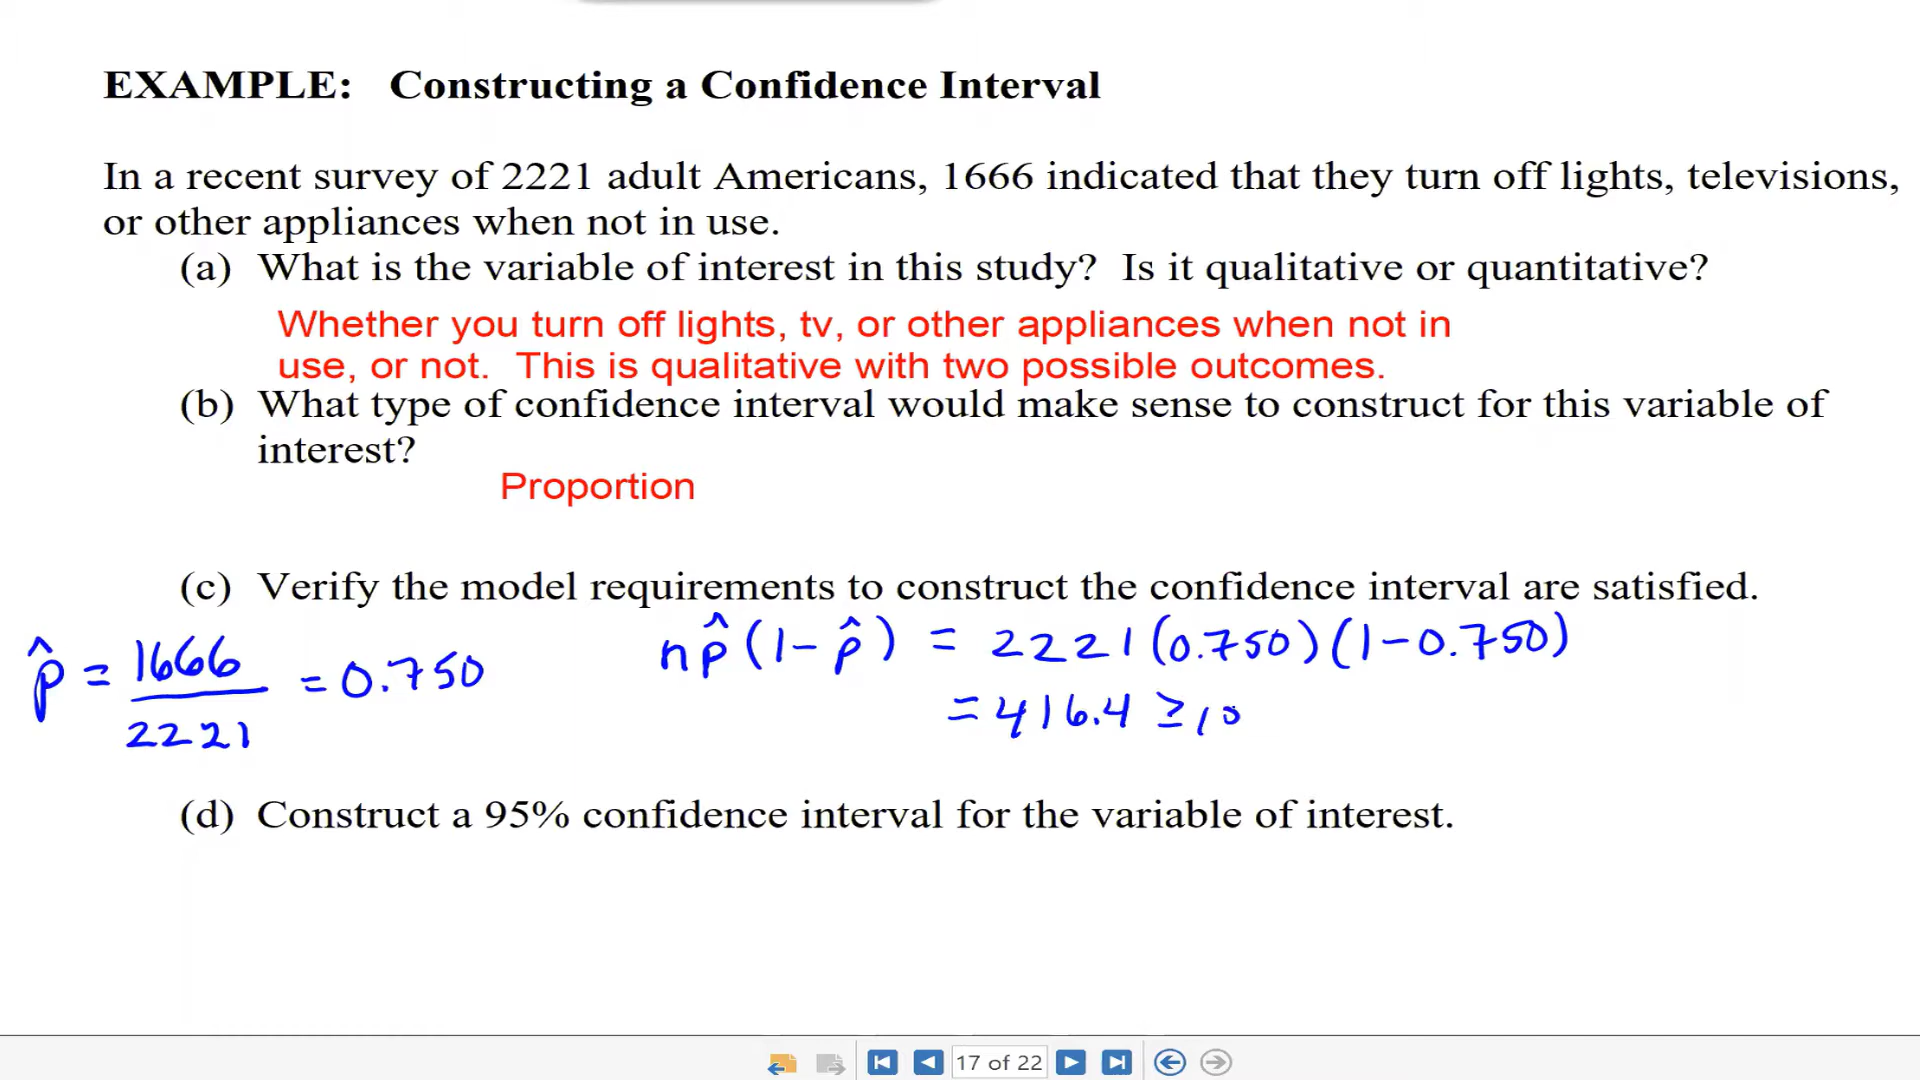 EXAMPLE: Constructing a Confidence Interval
In a recent survey of 2221 adult Americans, 1666 indicated that they turn off lights, televisions,
or other appliances when not in use.
(a) What is the variable of interest in this study? Is it qualitative or quantitative?
Whether you turn off lights, tv, or other appliances when not in
use, or not. This is qualitative with two possible outcomes.
(b) What type of confidence interval would make sense to construct for this variable of
interest?
Proportion
(c) Verify the model requirements to construct the confidence interval are satisfied.
p̂ = 1666/2221 = 0.750
np̂(1-p̂) = 2221(0.750)(1-0.750)
= 416.4 ≥ 10
(d) Construct a 95% confidence interval for the variable of interest.
17 of 22